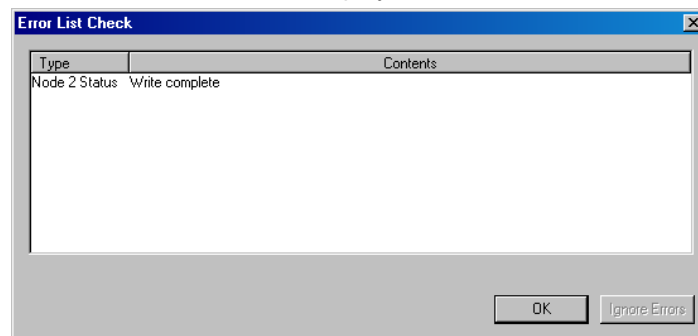 Error List Check
Type Contents
Node 2 Status Write complete
OK Ignore Errors